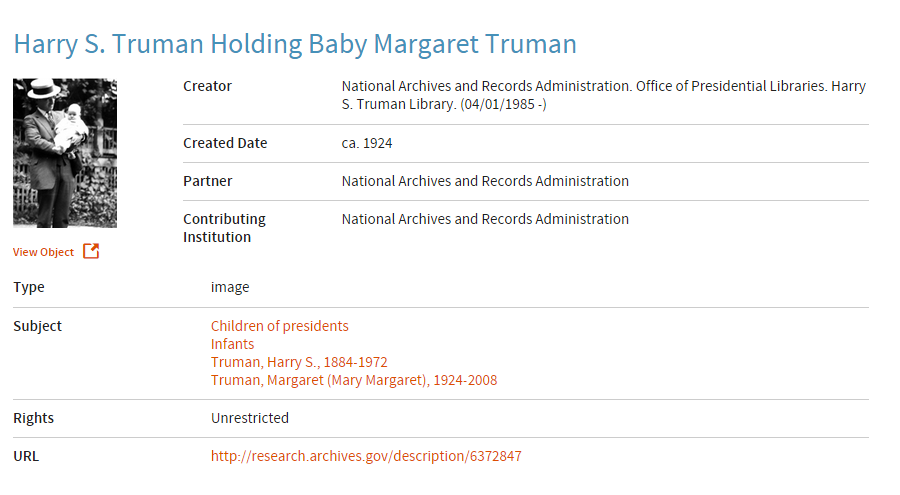 Harry S. Truman Holding Baby Margaret Truman
Creator
National Archives and Records Administration. Office of Presidential Libraries. Harry
S. Truman Library. (04/01/1985 -)
Created Date
ca. 1924
Partner
National Archives and Records Administration
Contributing
Institution
National Archives and Records Administration
View Object
Type
image
Subject
Children of presidents
Infants
Truman, Harry S., 1884-1972
Truman, Margaret (Mary Margaret), 1924-2008
Rights
Unrestricted
URL
http://research.archives.gov/description/6372847